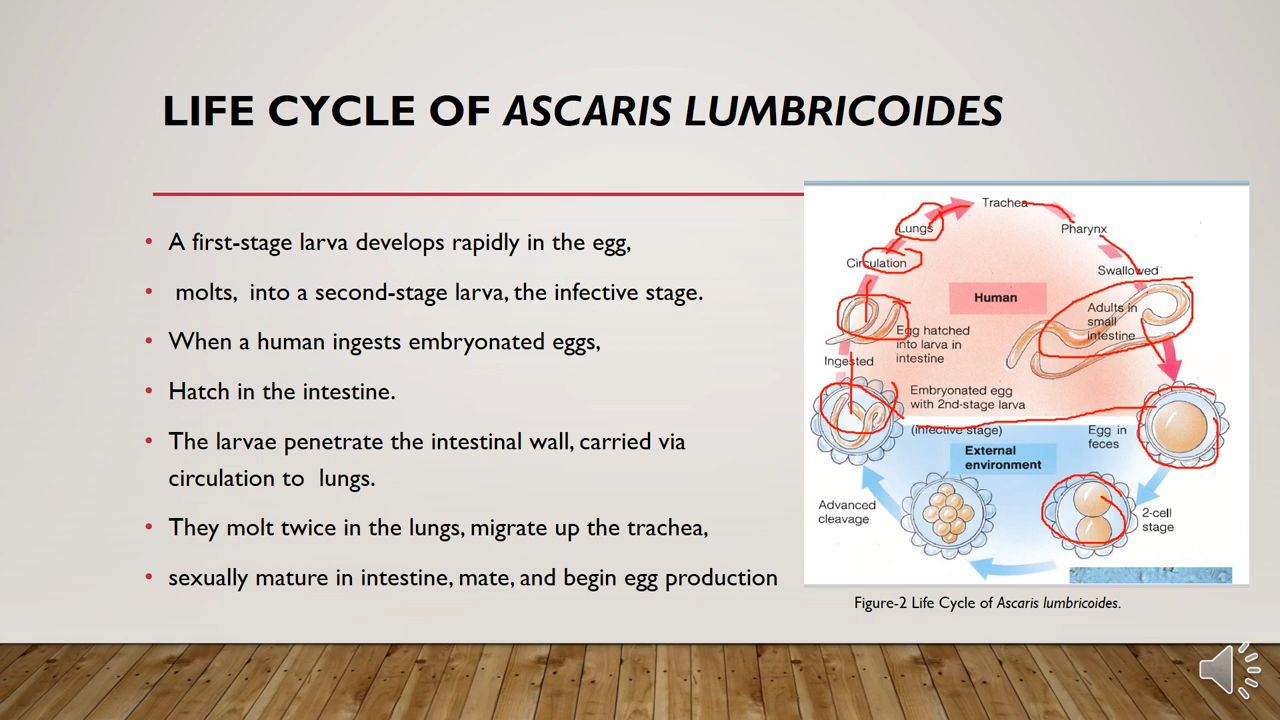 LIFE CYCLE OF ASCARIS LUMBRICOIDES
• A first-stage larva develops rapidly in the egg,
• molts, into a second-stage larva, the infective stage.
• When a human ingests embryonated eggs,
• Hatch in the intestine.
• The larvae penetrate the intestinal wall, carried via
circulation to lungs.
• They molt twice in the lungs, migrate up the trachea,
• sexually mature in intestine, mate, and begin egg production
Trachea
Lungs
Pharynx
Circulation
Swallowed
Human
Adults in
small
intestine
Egg hatched
into larva in
intestine
Ingested
Embryonated egg
with 2nd-stage larva
(infective stage)
Egg in
feces
External
environment
Advanced
cleavage
2-cell
stage
Figure-2 Life Cycle of Ascaris lumbricoides.